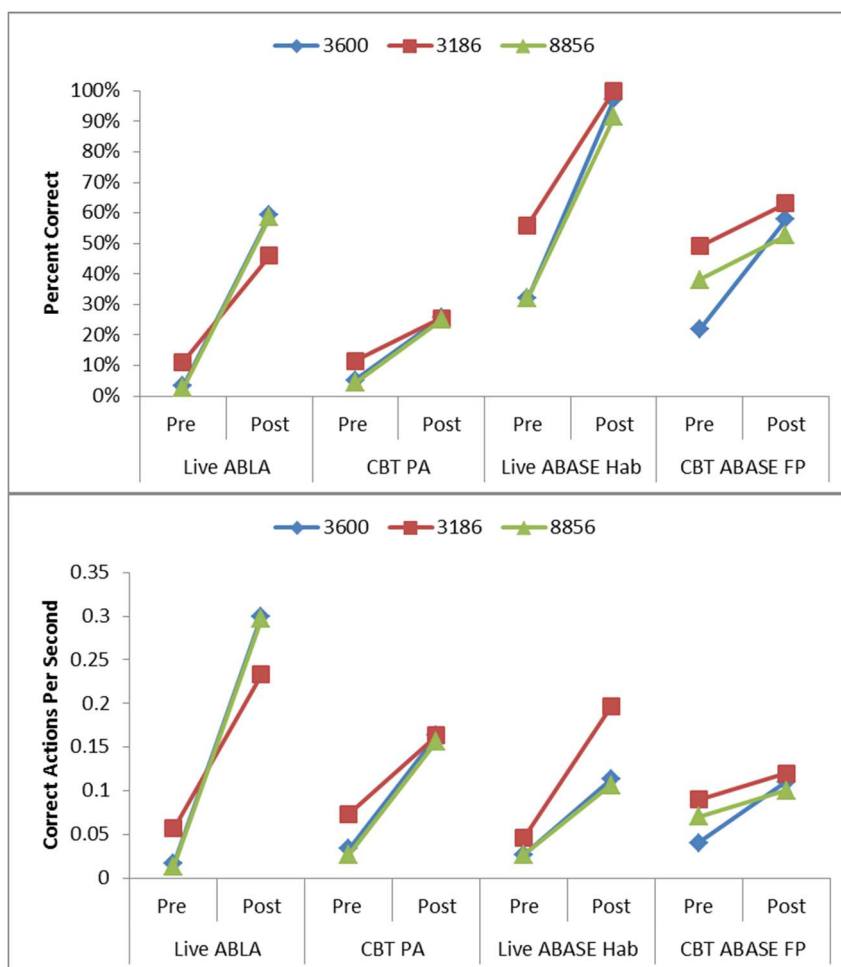 3600 3186 8856
100%
90%
80%
70%
60%
50%
40%
30%
20%
10%
0%
Percent Correct
Pre Post Pre Post Pre Post Pre Post
Live ABLA CBT PA Live ABASE Hab CBT ABASE FP
3600 3186 8856
0.35
0.3
0.25
0.2
0.15
0.1
0.05
0
Correct Actions Per Second
Pre Post Pre Post Pre Post Pre Post
Live ABLA CBT PA Live ABASE Hab CBT ABASE FP